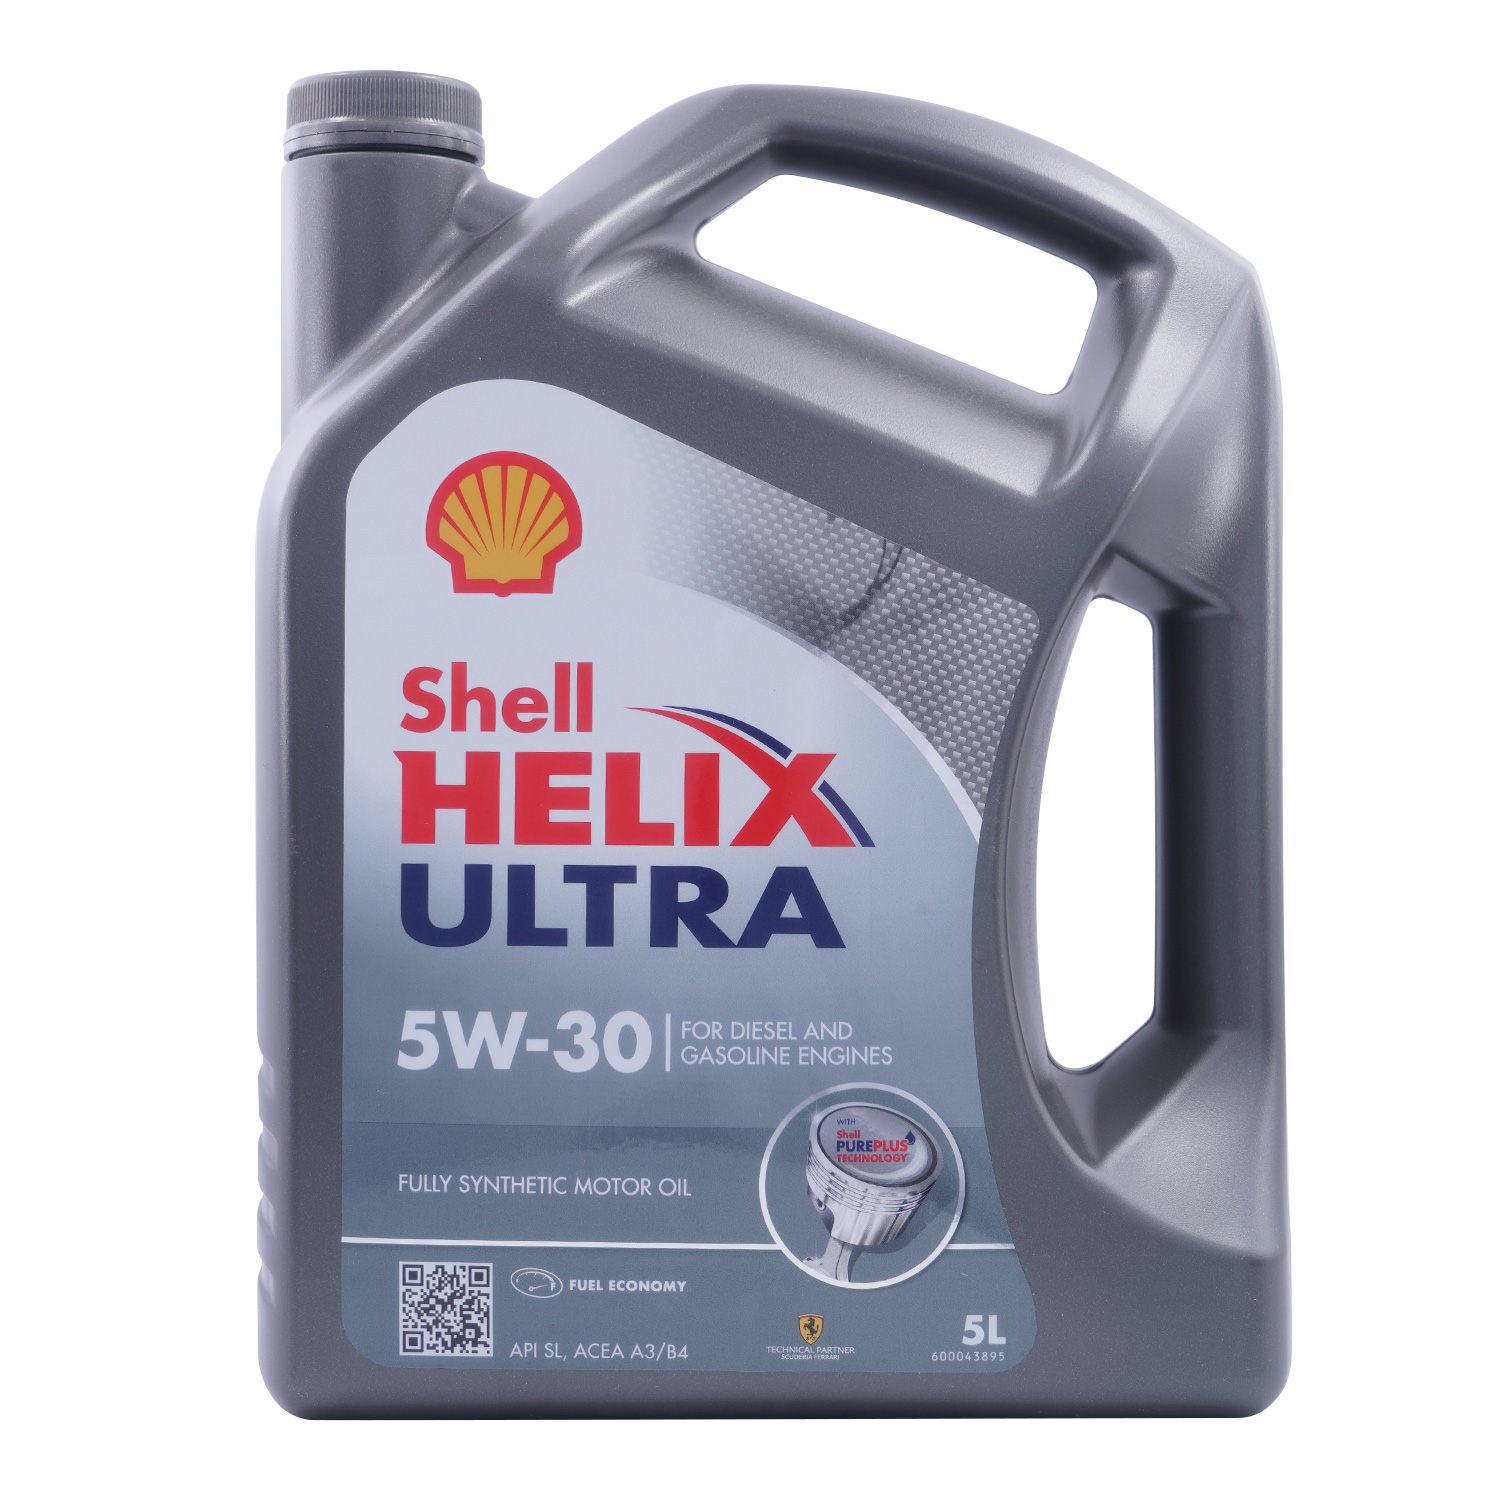 Shell
HELIX
ULTRA
5W-30
FOR DIESEL AND
GASOLINE ENGINES
WITH
Shell
PUREPLUS
TECHNOLOGY
FULLY SYNTHETIC MOTOR OIL
FUEL ECONOMY
API SL, ACEA A3/B4
TECHNICAL PARTNER
SCUDERIA FERRARI
5L
600043895